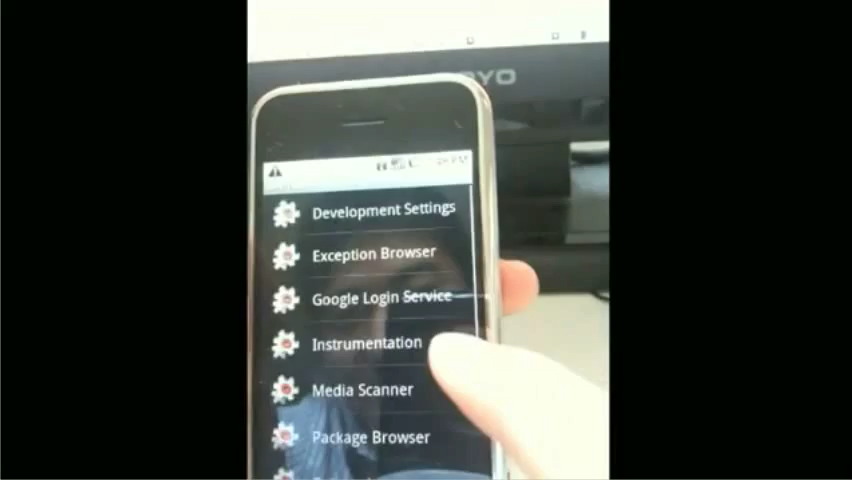 Development Settings
Exception Browser
Google Login Service
Instrumentation
Media Scanner
Package Browser